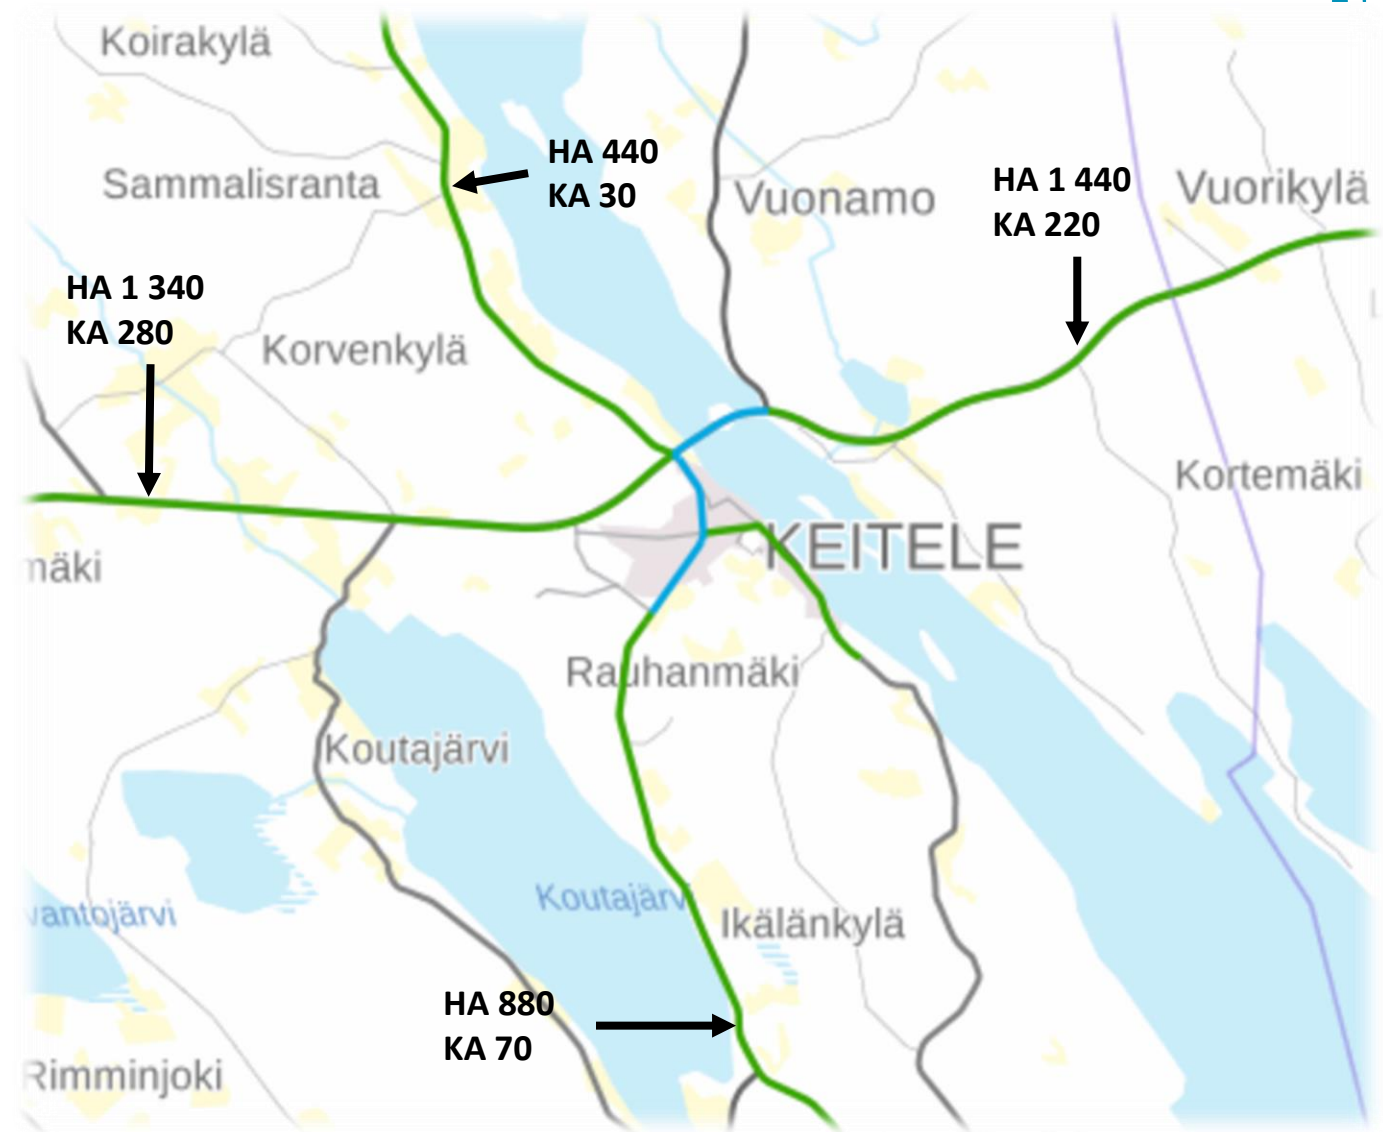 Koirakylä
HA 440
KA 30
Sammalisranta
Vuonamo
HA 1 440
KA 220
Vuorikylä
HA 1 340
KA 280
Korvenkylä
Kortemäki
KEITELE
mäki
Rauhanmäki
Koutajärvi
Koutajärvi
vantojärvi
Ikälänkylä
HA 880
KA 70
Rimminjoki